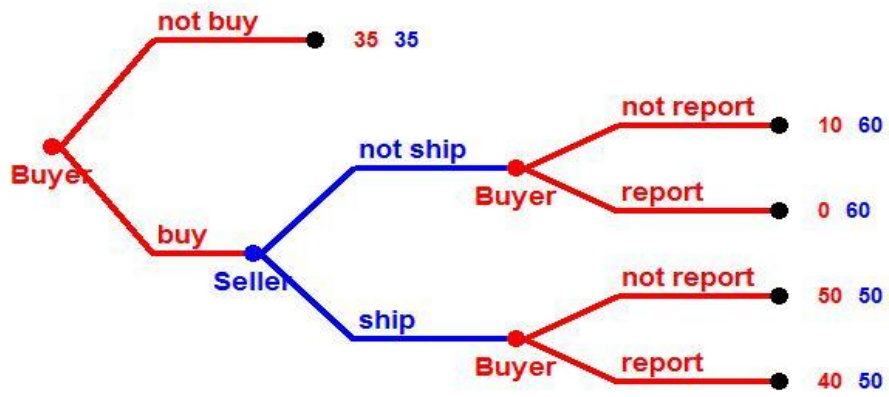 not buy
35 35
not report
10 60
not ship
Buyer
Buyer
report
0 60
buy
Seller
not report
50 50
ship
Buyer
report
40 50